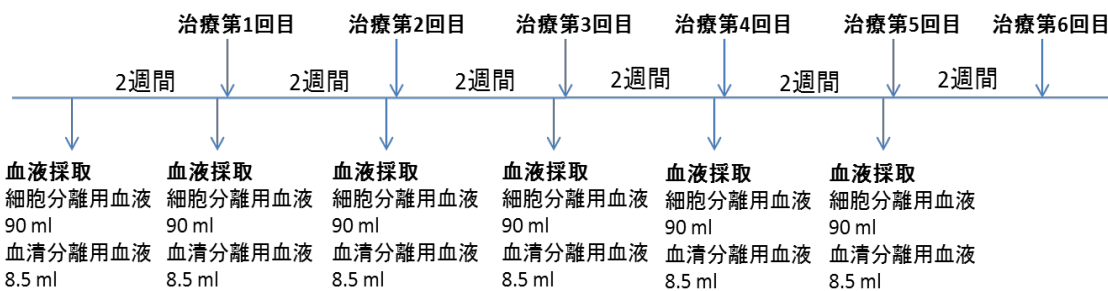 治療第1回目
治療第2回目
治療第3回目
治療第4回目
治療第5回目
治療第6回目
2週間
2週間
2週間
2週間
2週間
2週間
血液採取
細胞分離用血液
90 ml
血清分離用血液
8.5 ml
血液採取
細胞分離用血液
90 ml
血清分離用血液
8.5 ml
血液採取
細胞分離用血液
90 ml
血清分離用血液
8.5 ml
血液採取
細胞分離用血液
90 ml
血清分離用血液
8.5 ml
血液採取
細胞分離用血液
90 ml
血清分離用血液
8.5 ml
血液採取
細胞分離用血液
90 ml
血清分離用血液
8.5 ml